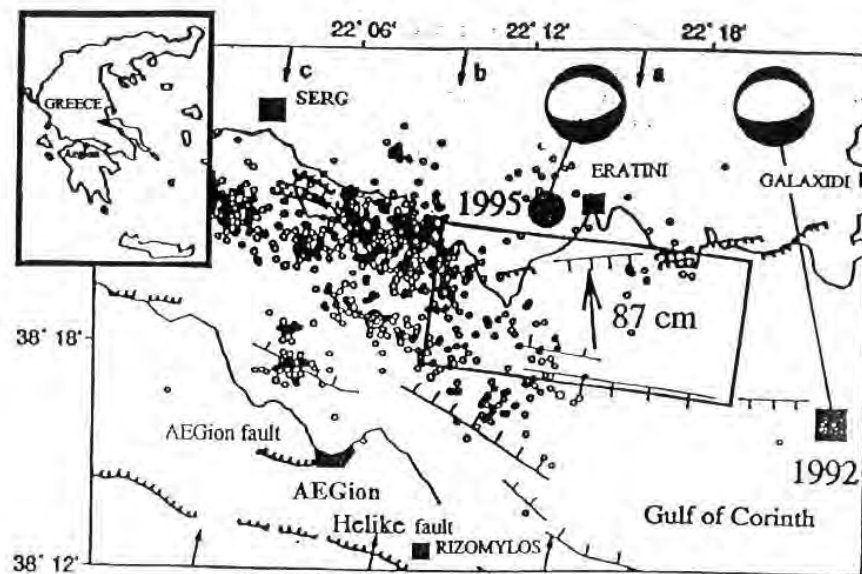 22° 06' 22° 12' 22° 18'
c b a
SERG
GREECE
Aegion
ERATINI
GALAXIDI
1995
87 cm
38° 18'
AEGion fault
AEGion
1992
Helike fault
Gulf of Corinth
RIZOMYLOS
38° 12'